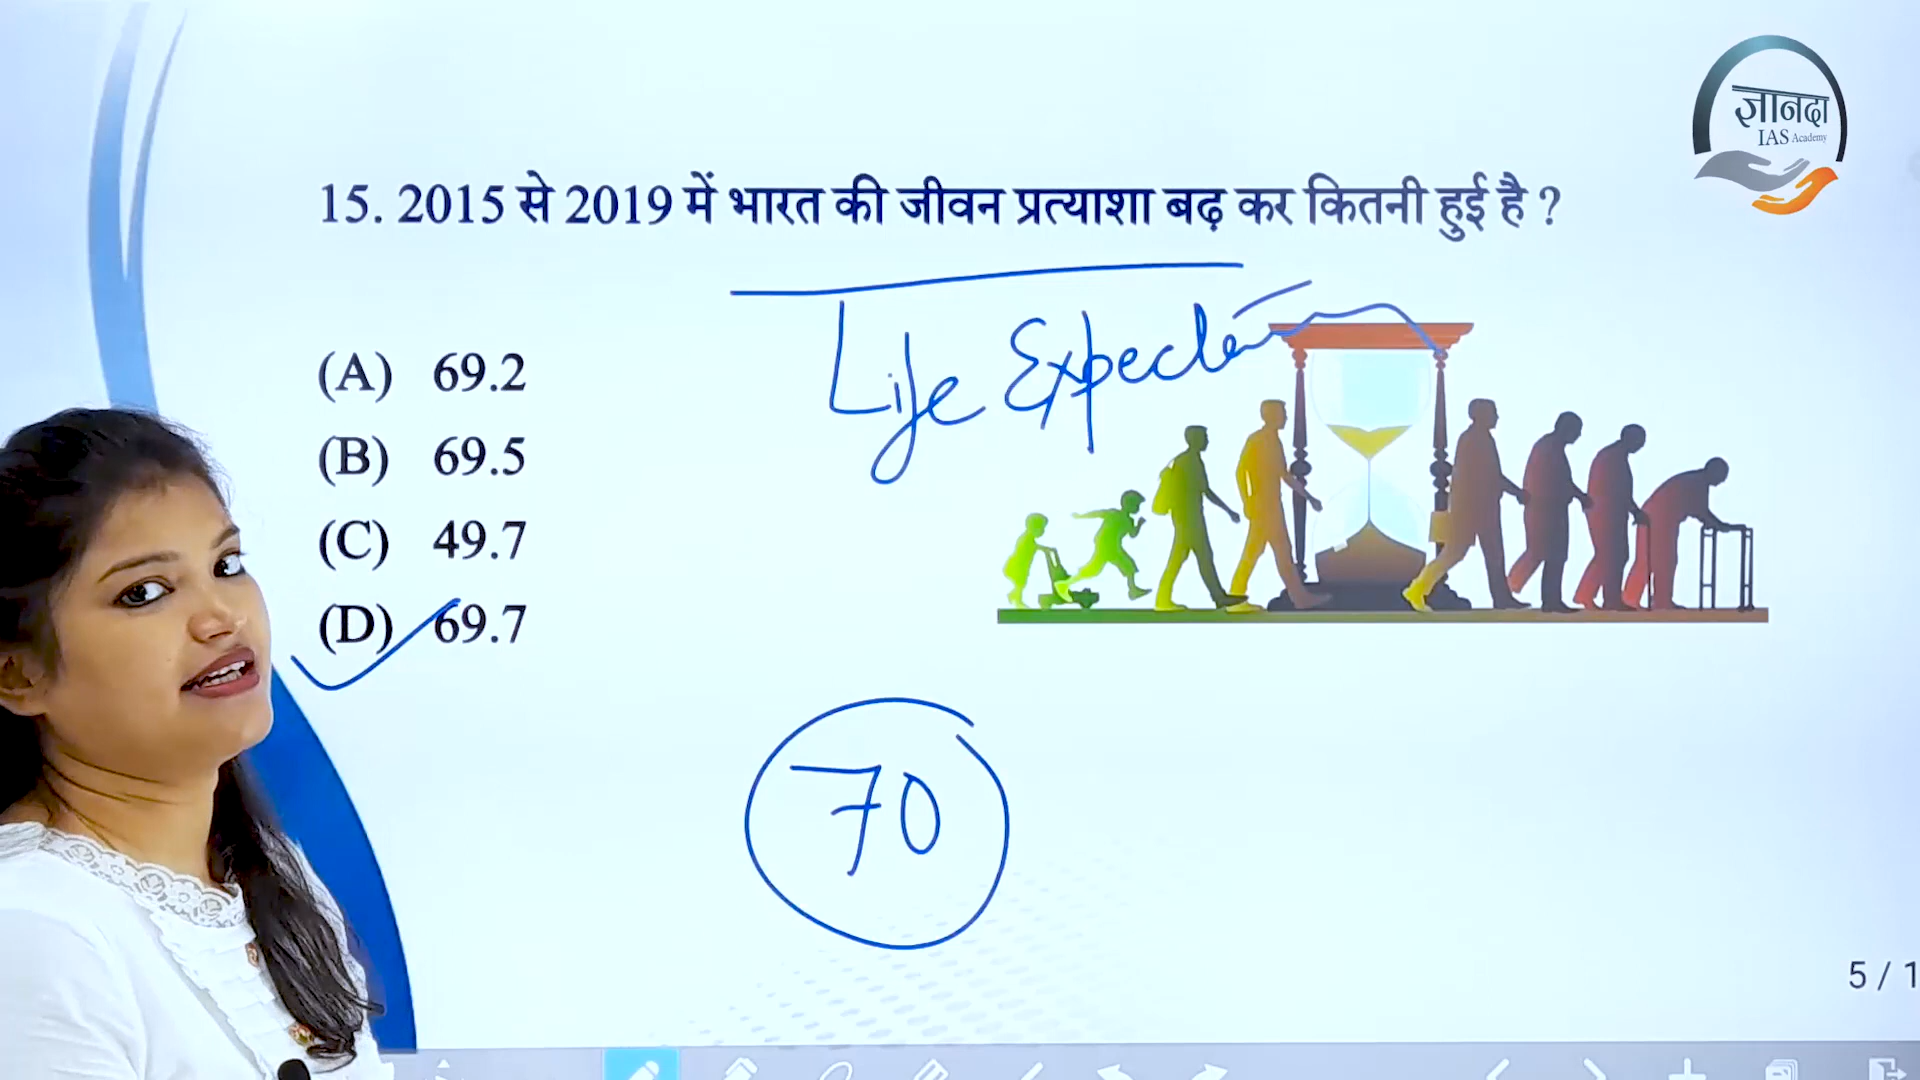 ज्ञानदा
IAS Academy
15. 2015 से 2019 में भारत की जीवन प्रत्याशा बढ़ कर कितनी हुई है ?
Life
(A) 69.2
(B) 69.5
(C) 49.7
(D) 69.7
70
5 / 1